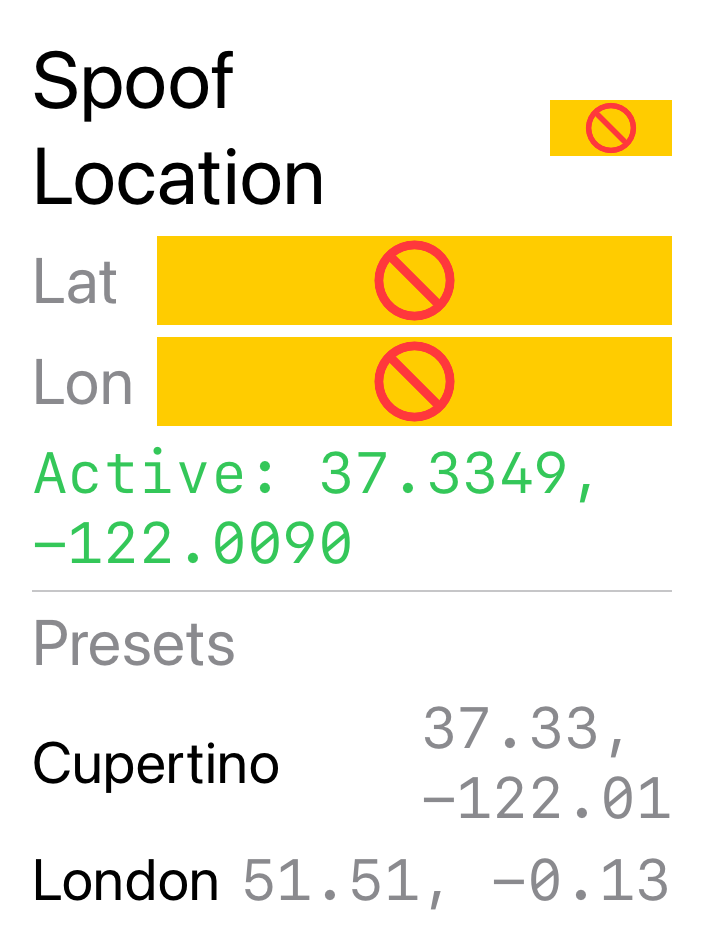 Spoof
Location
Lat
Lon
Active: 37.3349,
−122.0090
Presets
Cupertino
37.33,
−122.01
London 51.51, −0.13